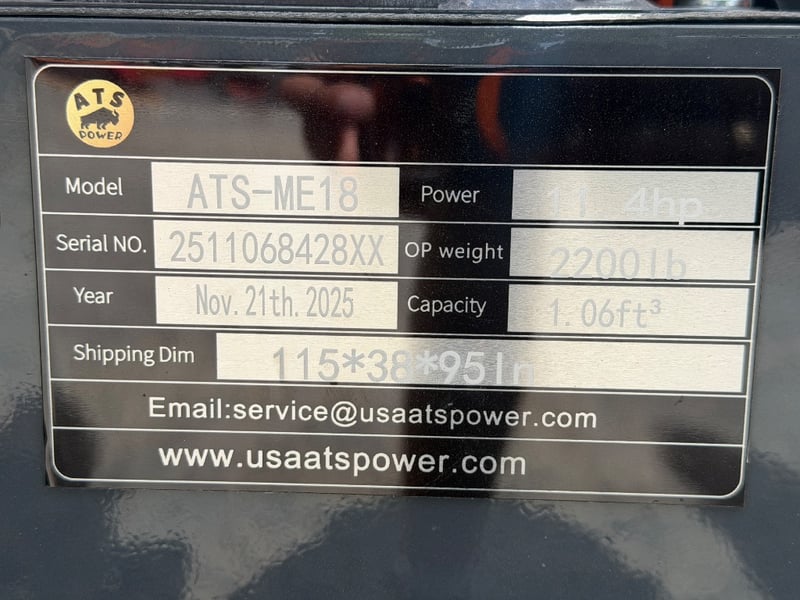 ATS
POWER
Model ATS-ME18 Power 11.4hp
Serial NO. 2511068428XX OP weight 2200lb
Year Nov. 21th. 2025 Capacity 1.06ft³
Shipping Dim 115*38*95In
Email:service@usaatspower.com
www.usaatspower.com